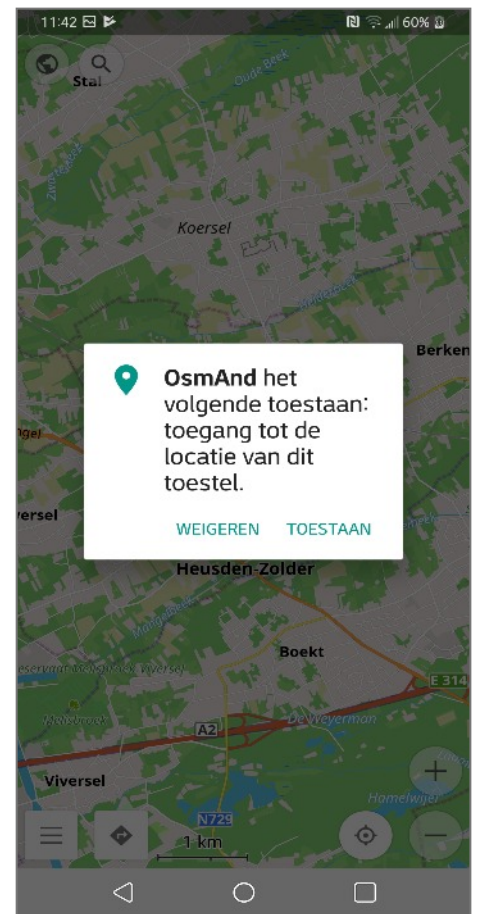 11:42
60%
Stal
Oude Beek
Koersel
Berken
OsmAnd het
volgende toestaan:
toegang tot de
locatie van dit
toestel.
WEIGEREN TOESTAAN
versel
Heusden-Zolder
Mangelbeek
Boekt
E 314
A2
De Weyerman
Viversel
Homelwijer
N729
1 km